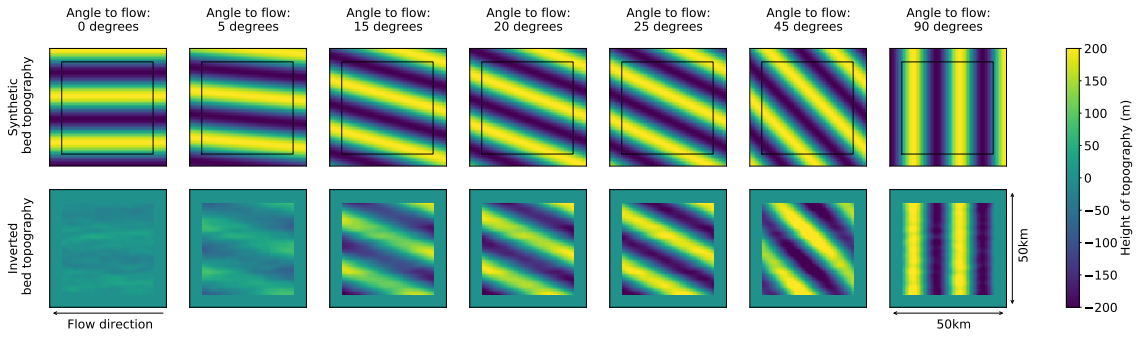 Angle to flow:
0 degrees
Angle to flow:
5 degrees
Angle to flow:
15 degrees
Angle to flow:
20 degrees
Angle to flow:
25 degrees
Angle to flow:
45 degrees
Angle to flow:
90 degrees
Synthetic
bed topography
Inverted
bed topography
Flow direction
50km
50km
200
150
100
50
0
−50
−100
−150
−200
Height of topography (m)